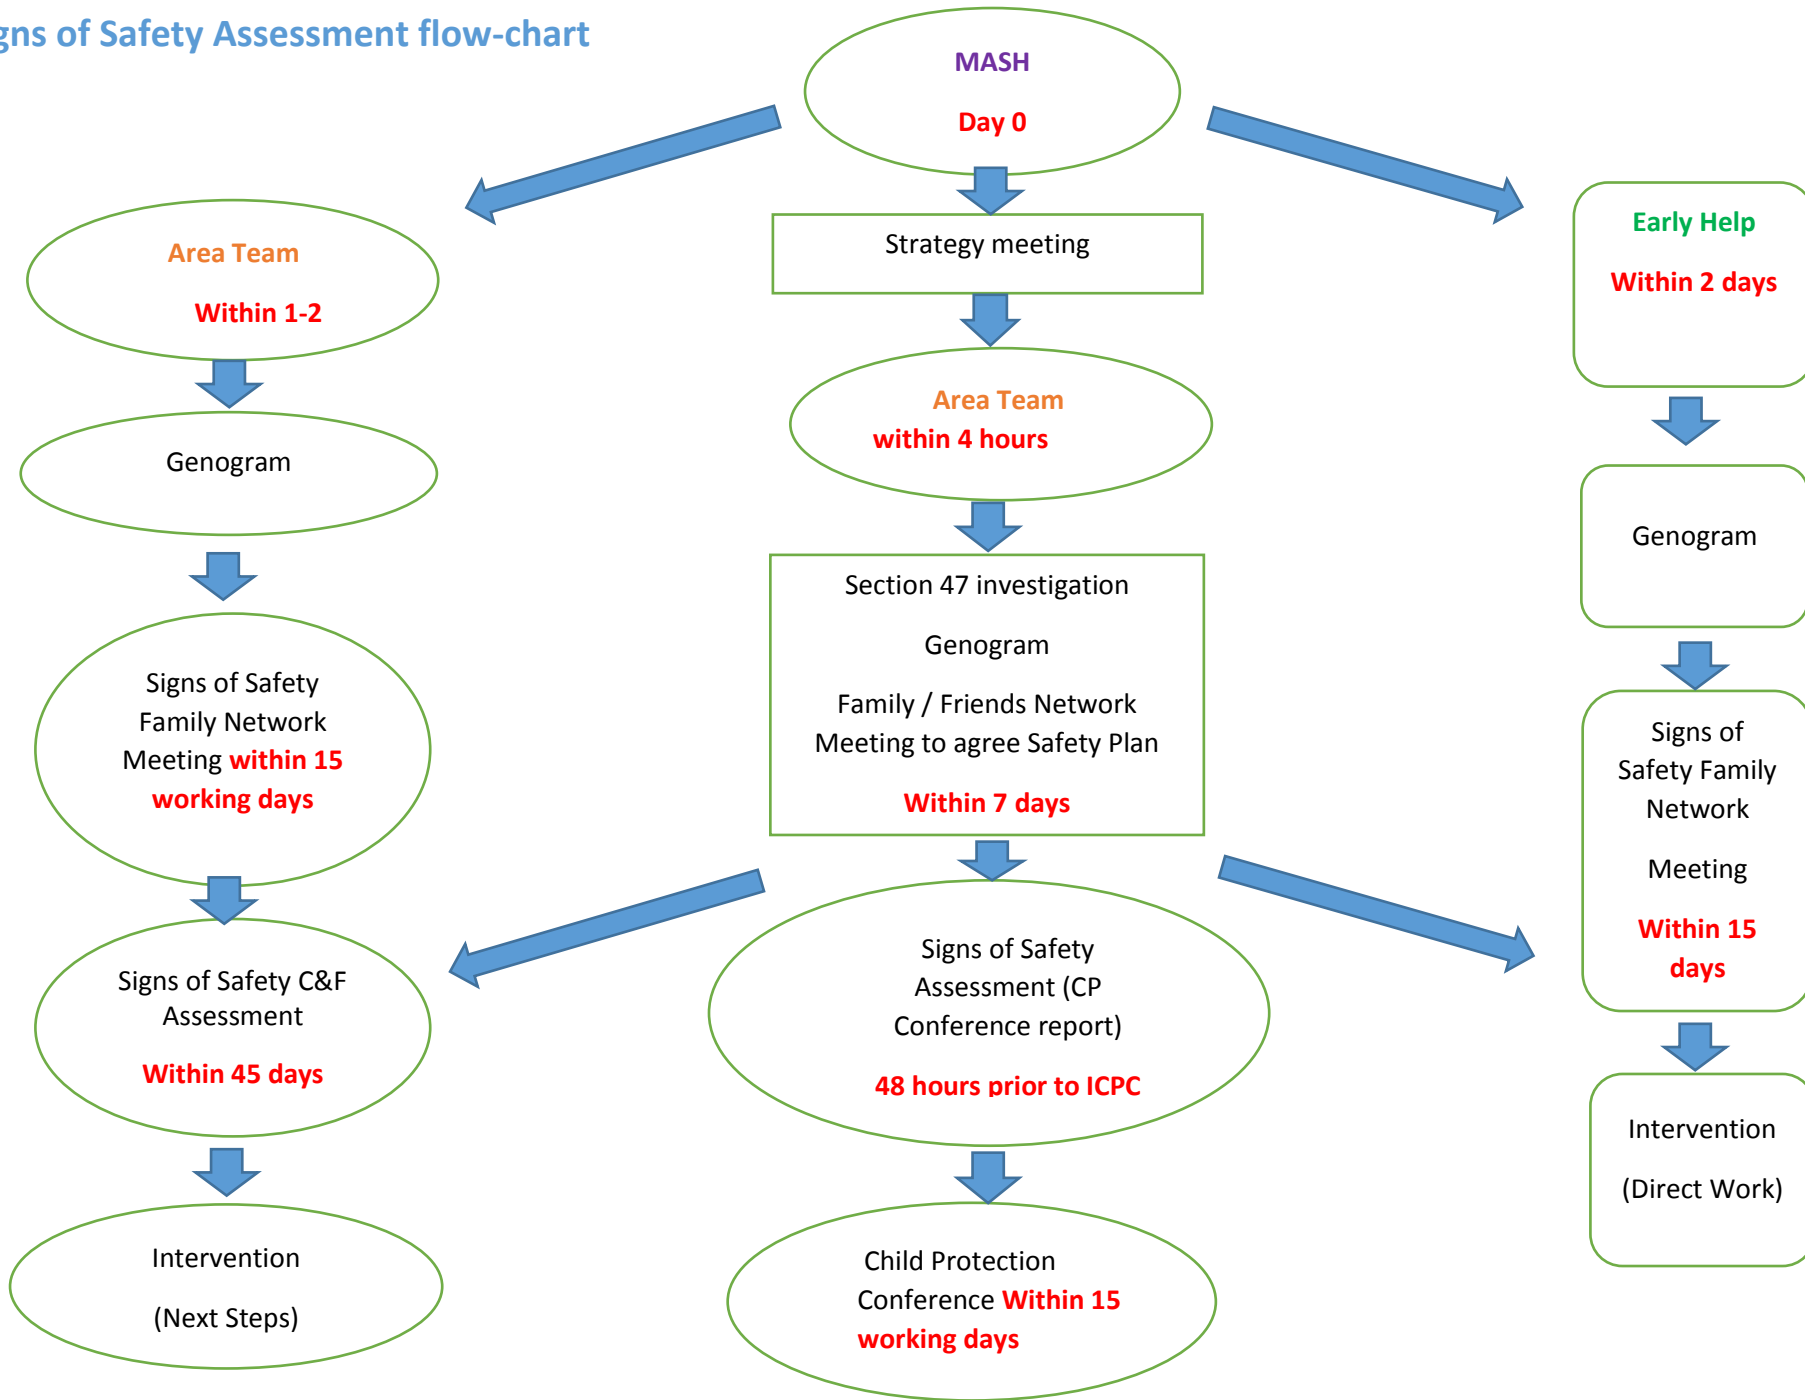 gns of Safety Assessment flow-chart
MASH
Day 0
Area Team
Within 1-2
Strategy meeting
Early Help
Within 2 days
Genogram
Area Team
within 4 hours
Genogram
Signs of Safety
Family Network
Meeting within 15
working days
Section 47 investigation
Genogram
Family / Friends Network
Meeting to agree Safety Plan
Within 7 days
Signs of
Safety Family
Network
Meeting
Within 15
days
Signs of Safety C&F
Assessment
Within 45 days
Signs of Safety
Assessment (CP
Conference report)
48 hours prior to ICPC
Intervention
(Direct Work)
Intervention
(Next Steps)
Child Protection
Conference Within 15
working days